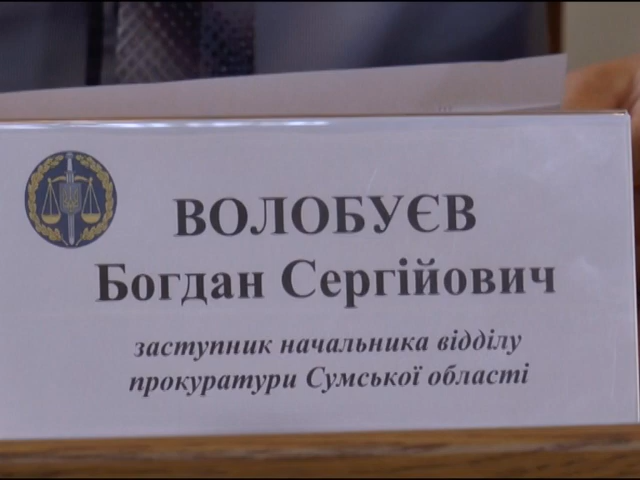 ВОЛОБУЄВ
Богдан Сергійович
заступник начальника відділу
прокуратури Сумської області